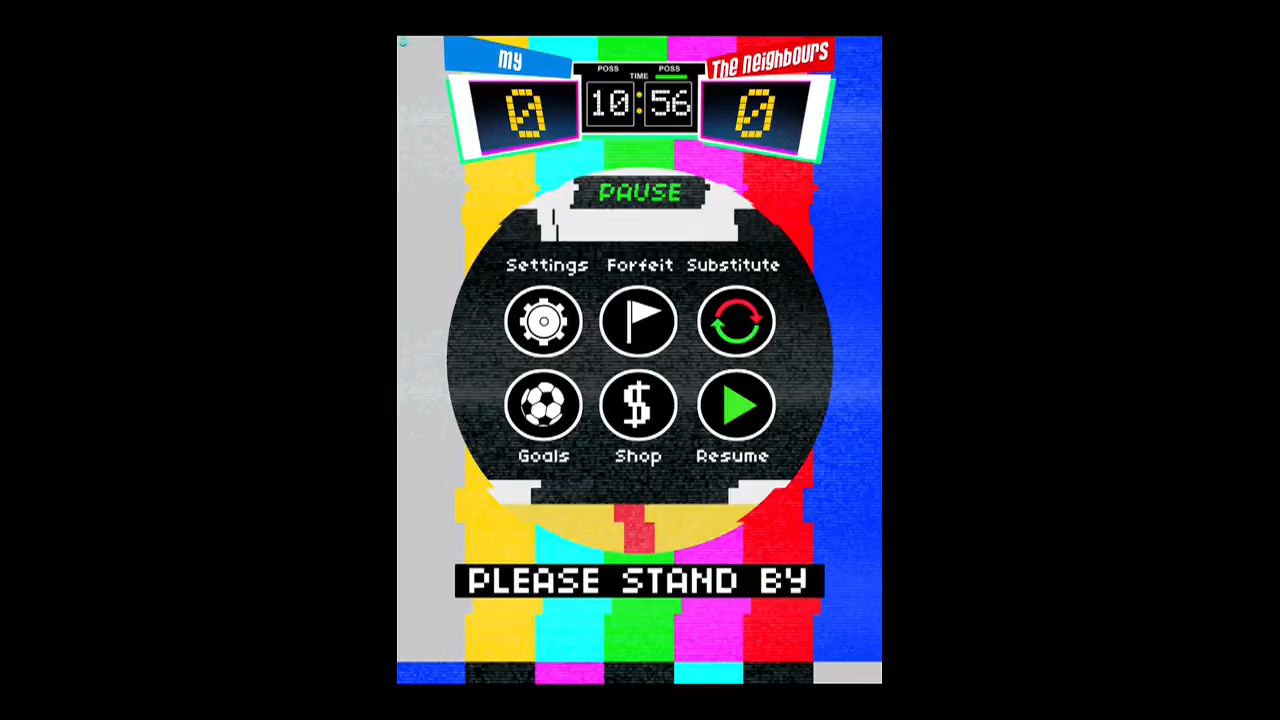 My
The Neighbours
POSS
TIME
POSS
0
10:56
0
PAUSE
Settings Forfeit Substitute
$
Goals Shop Resume
PLEASE STAND BY